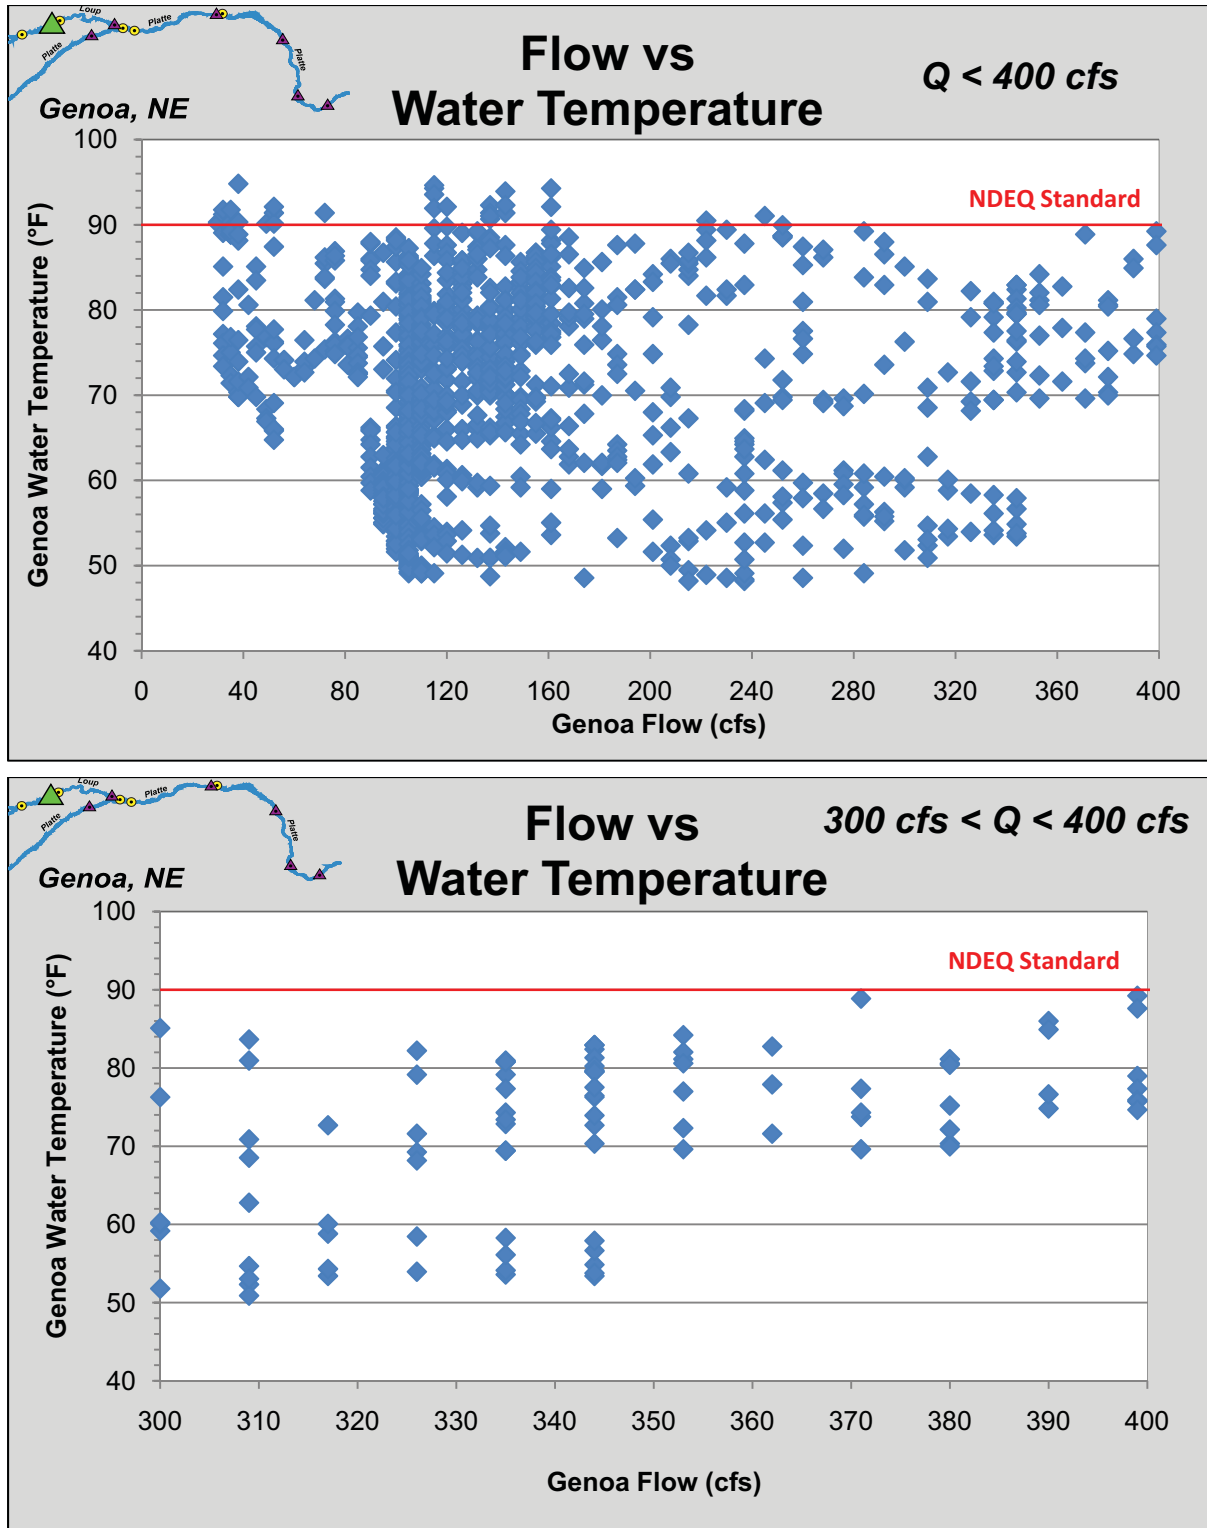 Loup
Platte
Platte
Platte
Genoa, NE
Flow vs
Water Temperature
Q < 400 cfs
NDEQ Standard
Genoa Water Temperature (°F)
100
90
80
70
60
50
40
0 40 80 120 160 200 240 280 320 360 400
Genoa Flow (cfs)
Loup
Platte
Platte
Platte
Genoa, NE
Flow vs
Water Temperature
300 cfs < Q < 400 cfs
NDEQ Standard
Genoa Water Temperature (°F)
100
90
80
70
60
50
40
300 310 320 330 340 350 360 370 380 390 400
Genoa Flow (cfs)